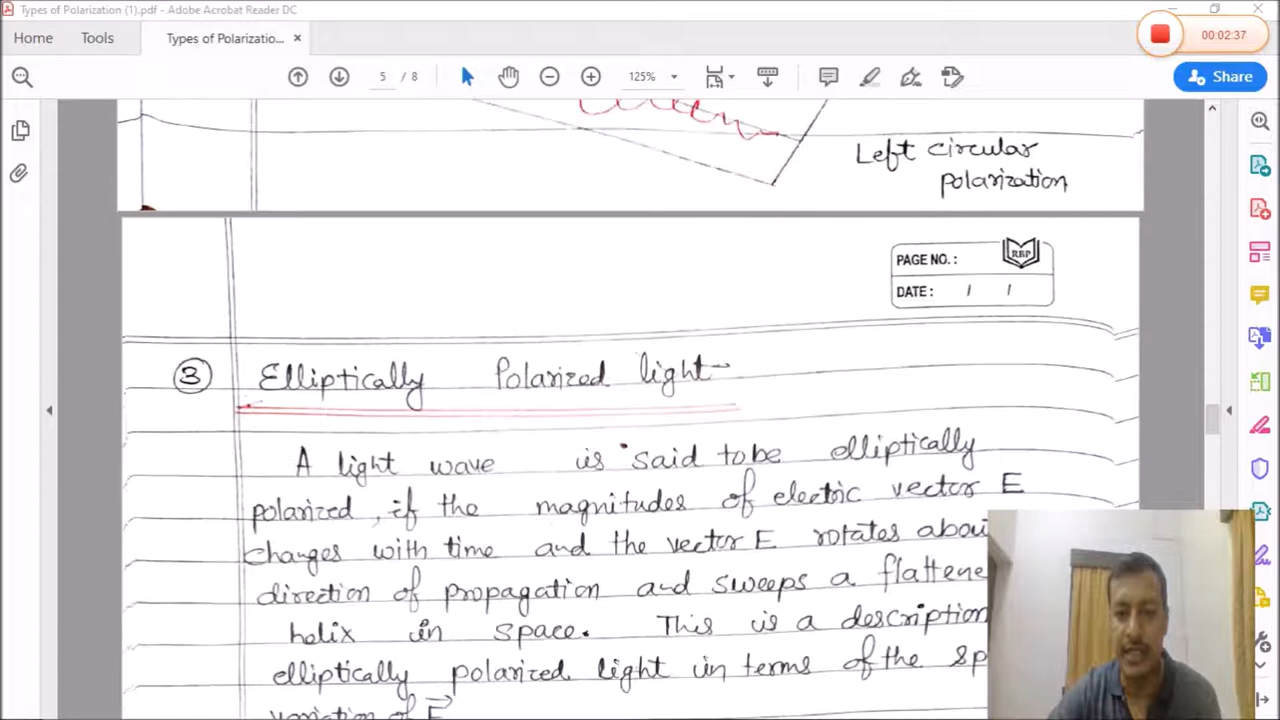 Types of Polarization (1).pdf - Adobe Acrobat Reader DC
00:02:37
Home Tools Types of Polarizatio...
5 / 8 125% Share
Left circular
polarization
RBP
PAGE NO. :
DATE : / /
3 Elliptically Polarized light-
A light wave is said to be elliptically
polarized, if the magnitudes of electric vector E
changes with time and the vector E rotates
direction of propagation and sweeps a
helix in space. This is a description
elliptically polarized light in terms of the
variation of E